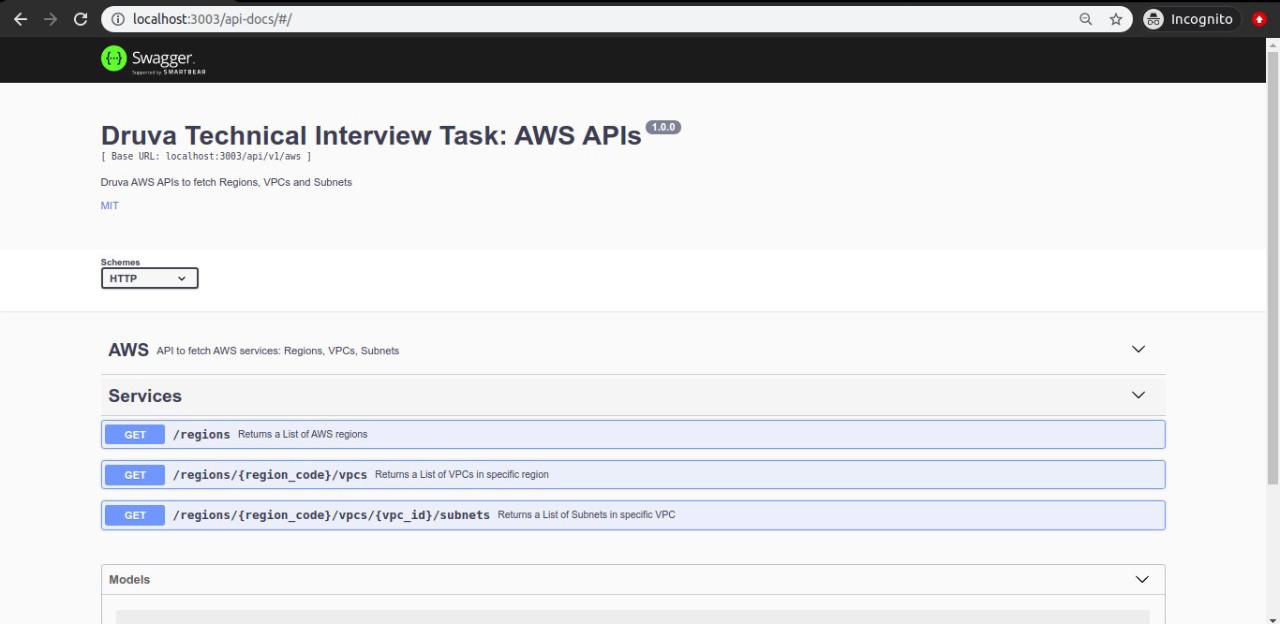 localhost:3003/api-docs/#/
Incognito
Swagger.
Supported by SMARTBEAR
Druva Technical Interview Task: AWS APIs 1.0.0
[ Base URL: localhost:3003/api/v1/aws ]
Druva AWS APIs to fetch Regions, VPCs and Subnets
MIT
Schemes
HTTP
AWS API to fetch AWS services: Regions, VPCs, Subnets
Services
GET /regions Returns a List of AWS regions
GET /regions/{region_code}/vpcs Returns a List of VPCs in specific region
GET /regions/{region_code}/vpcs/{vpc_id}/subnets Returns a List of Subnets in specific VPC
Models